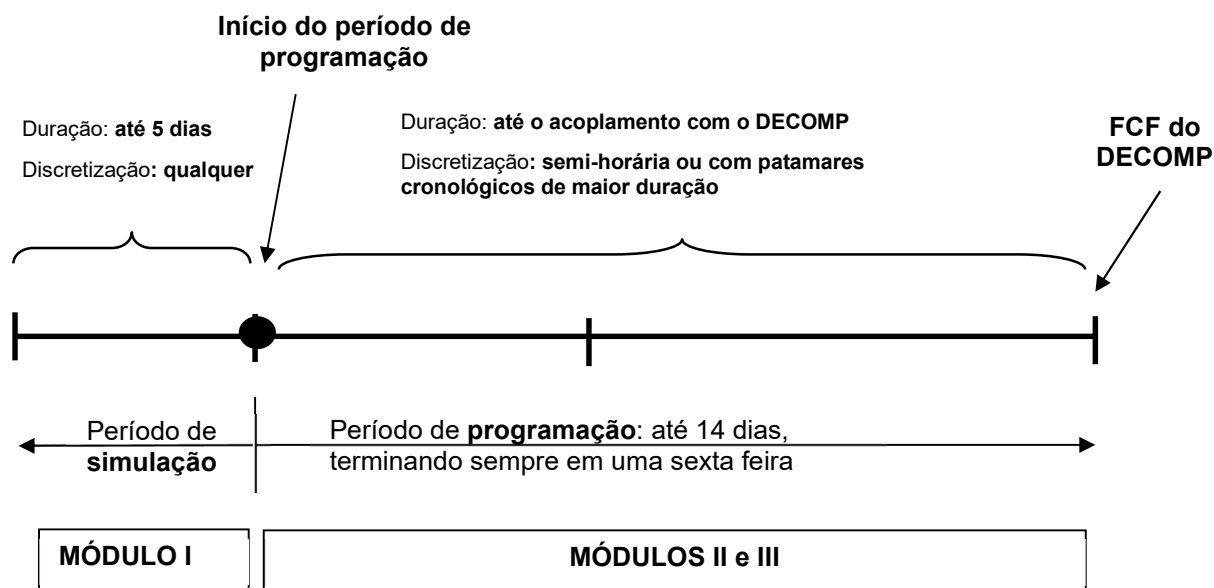 Início do período de
programação
Duração: até 5 dias
Discretização: qualquer
Duração: até o acoplamento com o DECOMP
Discretização: semi-horária ou com patamares
cronológicos de maior duração
FCF do
DECOMP
Período de
simulação
Período de programação: até 14 dias,
terminando sempre em uma sexta feira
MÓDULO I
MÓDULOS II e III